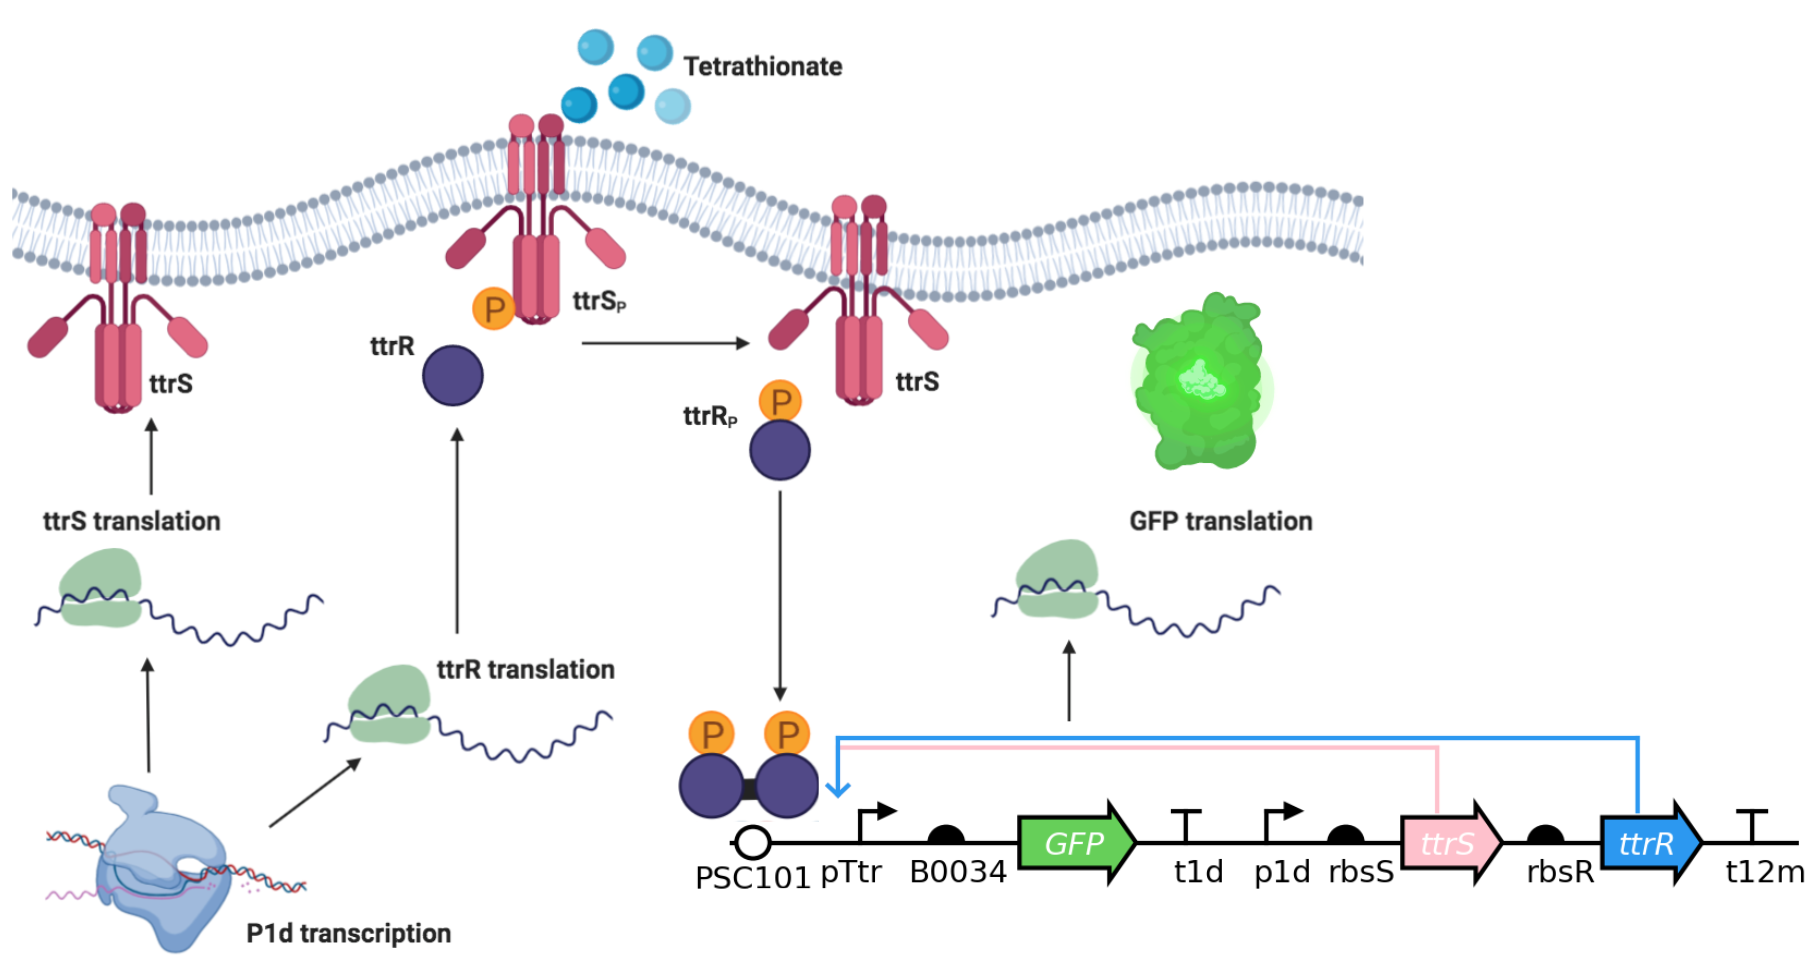 Tetrathionate
P
ttrSP
ttrR
ttrS
ttrS
P
ttrRP
ttrS translation
GFP translation
ttrR translation
P P
P1d transcription
GFP ttrS ttrR
PSC101 pTtr B0034 t1d p1d rbsS rbsR t12m